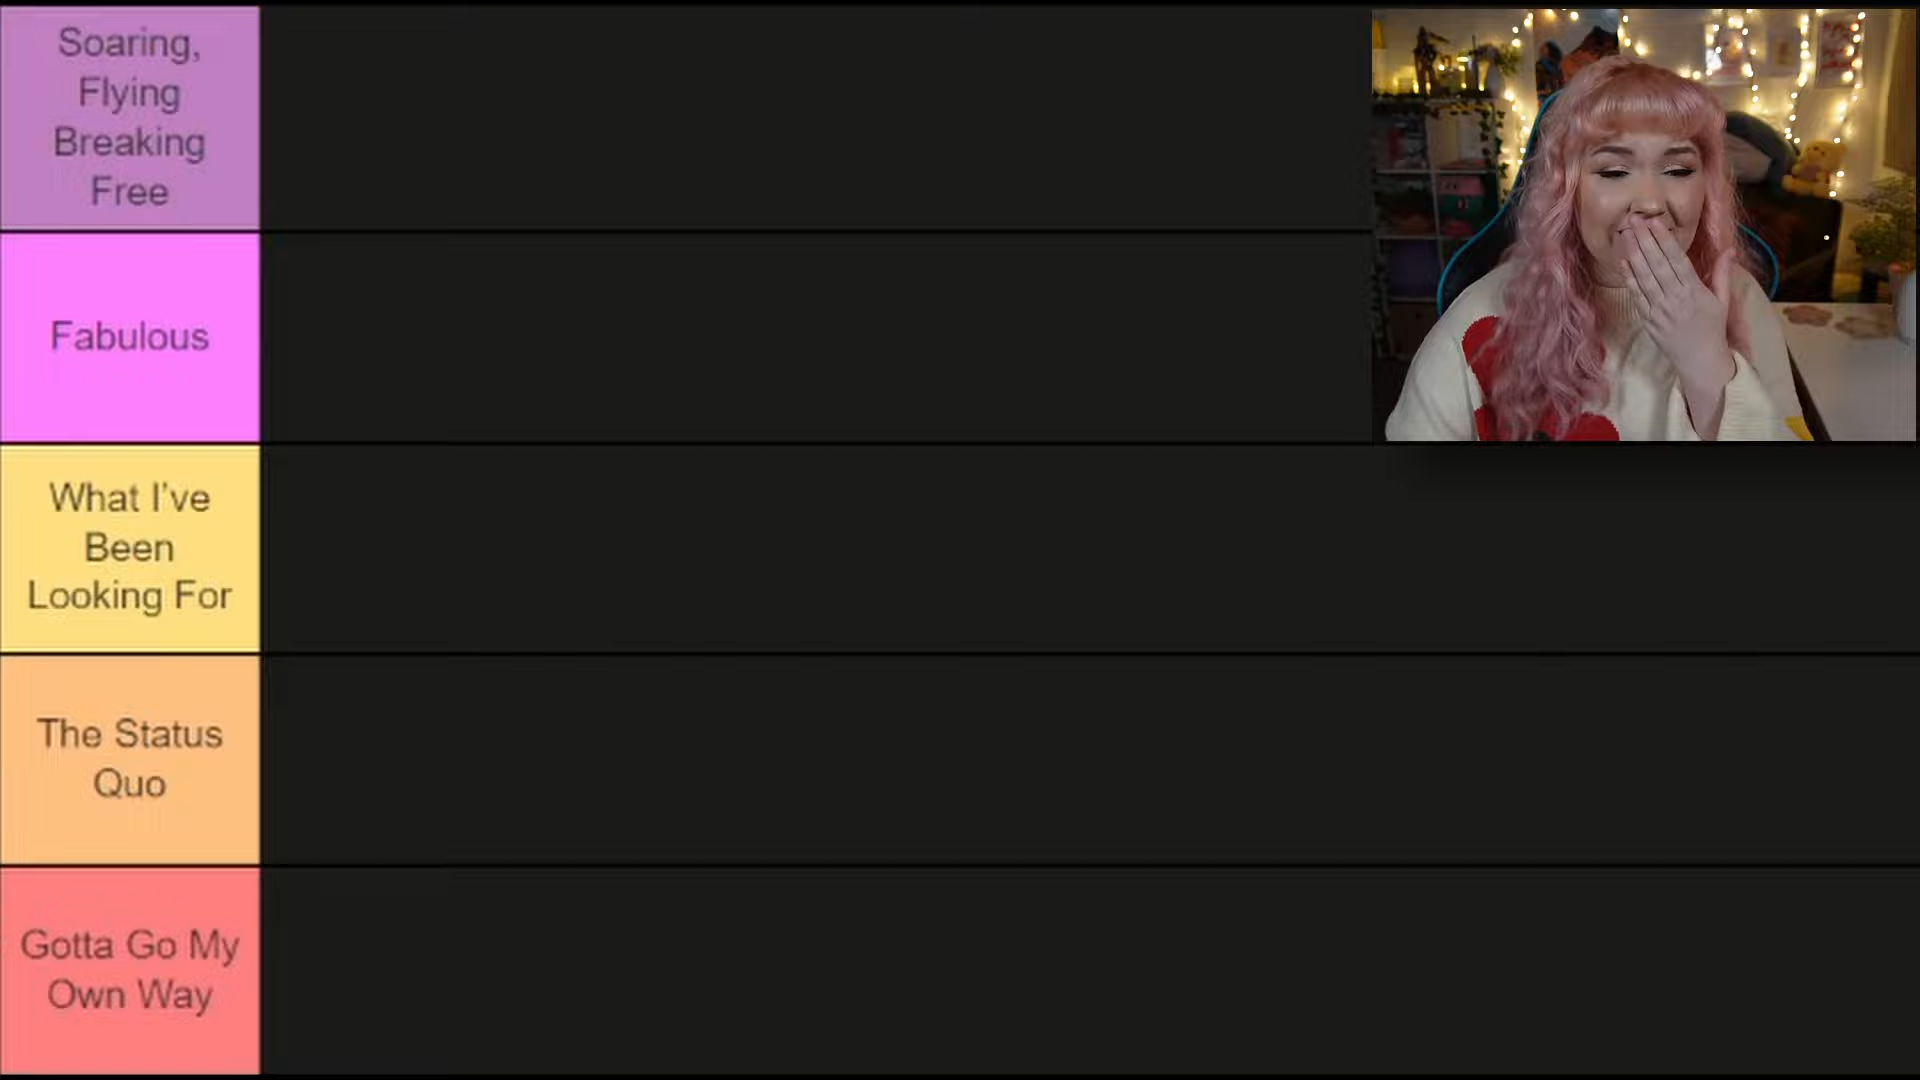 Soaring,
Flying
Breaking
Free
Fabulous
What I've
Been
Looking For
The Status
Quo
Gotta Go My
Own Way